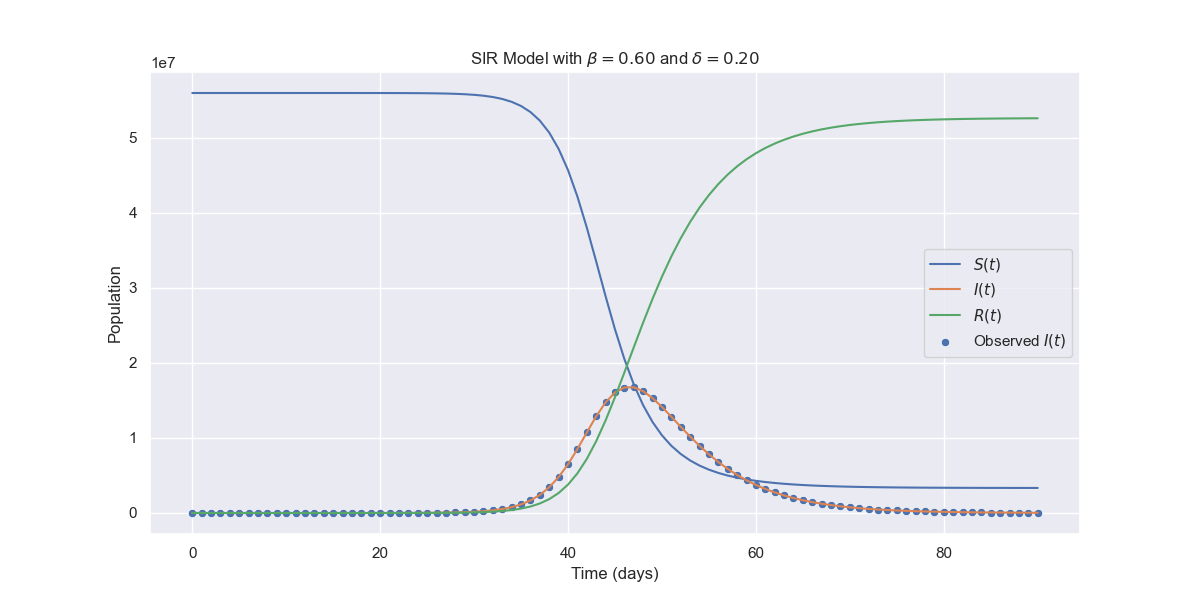 SIR Model with β = 0.60 and δ = 0.20
1e7
5
4
3
2
1
0
Population
S(t)
I(t)
R(t)
Observed I(t)
0 20 40 60 80
Time (days)